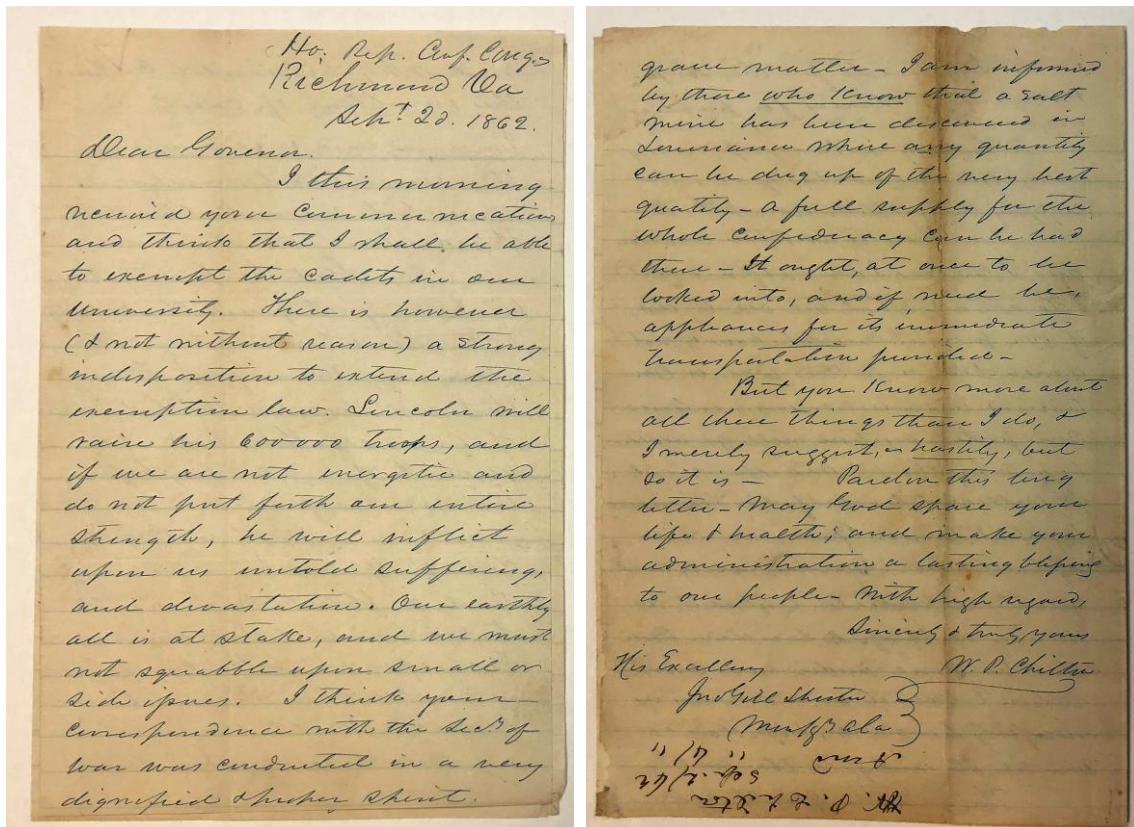 Ho. Rep. Conf. Cong.
Richmond Va
Sept. 2d. 1862.
Dear Govenor.
I this morning
received your communication
and think that I shall be able
to exempt the cadets in our
University. There is however
(& not without reason) a strong
indisposition to extend the
exemption law. Lincoln will
raise his 600 000 troops, and
if we are not energetic and
do not put forth our entire
strength, he will inflict
upon us untold suffering,
and devastation. Our earthly
all is at stake, and we must
not squabble upon small or
side issues. I think your
correspondence with the Secy of
War was conducted in a very
dignified & proper spirit.
grave matter - I am informed
by those who know that a salt
mine has been discovered in
Louisiana where any quantity
can be dug up of the very best
quality - a full supply for the
whole Confederacy can be had
there - It ought, at once to be
looked into, and if need be,
appliances for its immediate
transportation provided -
But you know more about
all these things than I do, &
I merely suggest, hastily, but
so it is - Pardon this long
letter - May God spare your
life & health; and make your
administration a lasting blessing
to our people - With high regard,
Sincerely & truly yours
W. P. Chilton
His Excellency
Jno Gill Shorter
Montg Ala
W. P. Chilton
Sep. 2/62